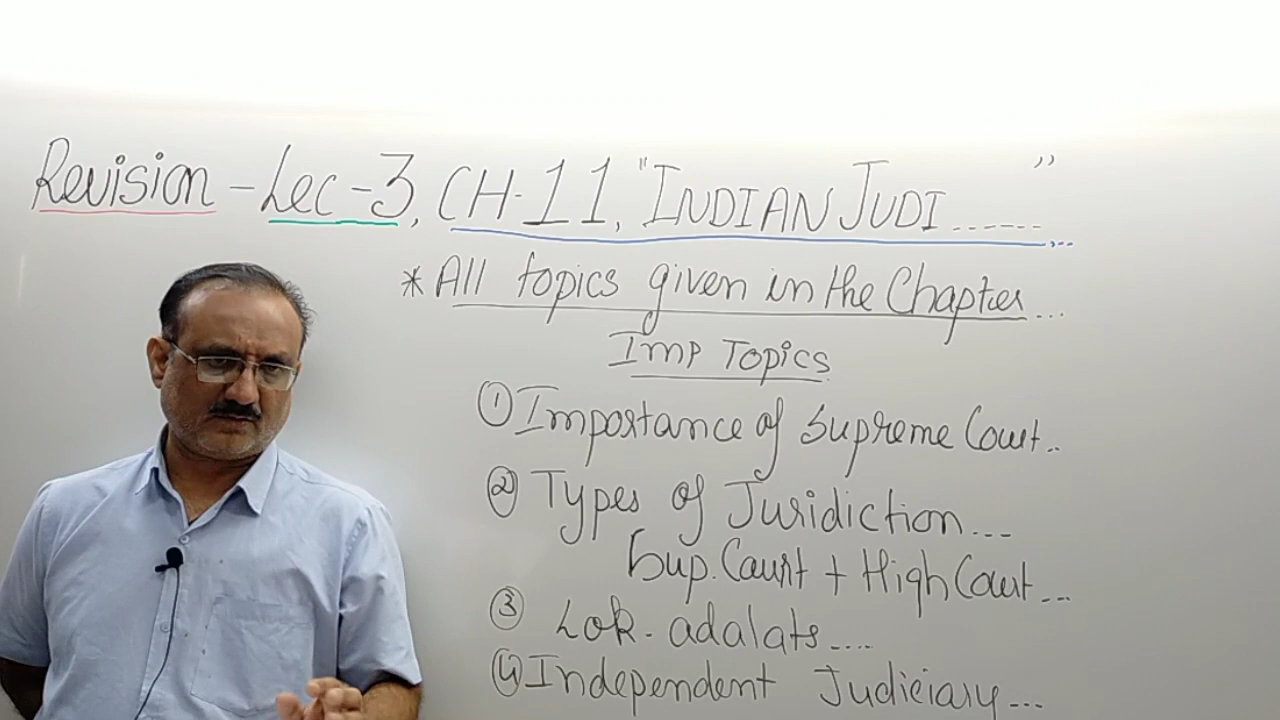 Revision - Lec - 3, CH-11, "INDIAN JUDI......"
* All topics given in the Chapter...
Imp Topics
① Importance of Supreme Court..
② Types of Juridiction...
Sup. Court + High Court...
③ Lok-adalats....
④ Independent Judiciary...